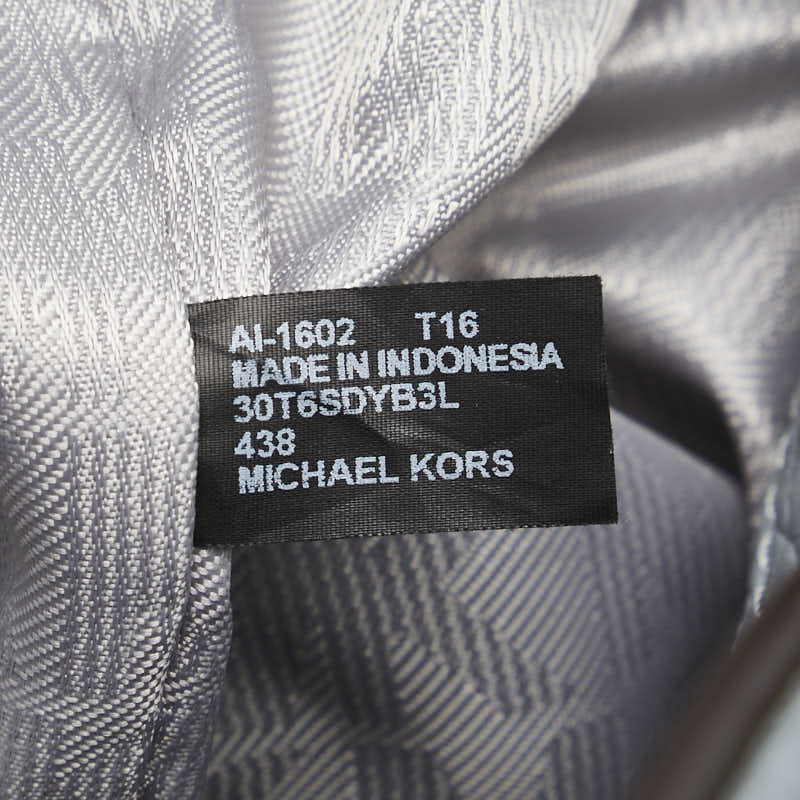 AI-1602 T16
MADE IN INDONESIA
30T6SDYB3L
438
MICHAEL KORS